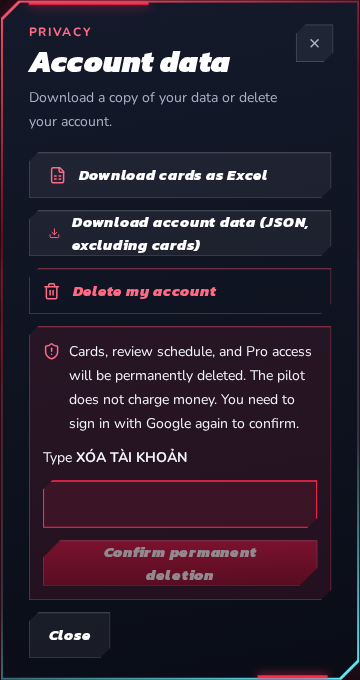 PRIVACY
Account data
Download a copy of your data or delete
your account.
Download cards as Excel
Download account data (JSON,
excluding cards)
Delete my account
Cards, review schedule, and Pro access
will be permanently deleted. The pilot
does not charge money. You need to
sign in with Google again to confirm.
Type XÓA TÀI KHOẢN
Confirm permanent
deletion
Close